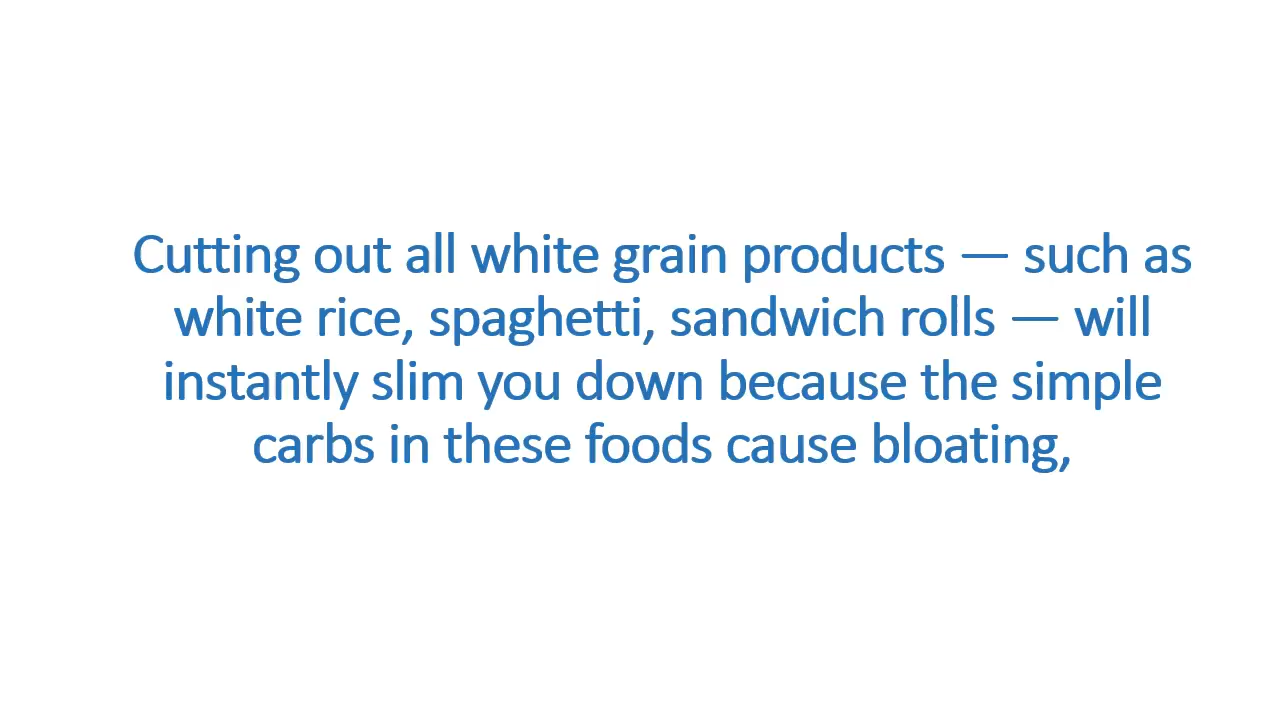 Cutting out all white grain products — such as
white rice, spaghetti, sandwich rolls — will
instantly slim you down because the simple
carbs in these foods cause bloating,